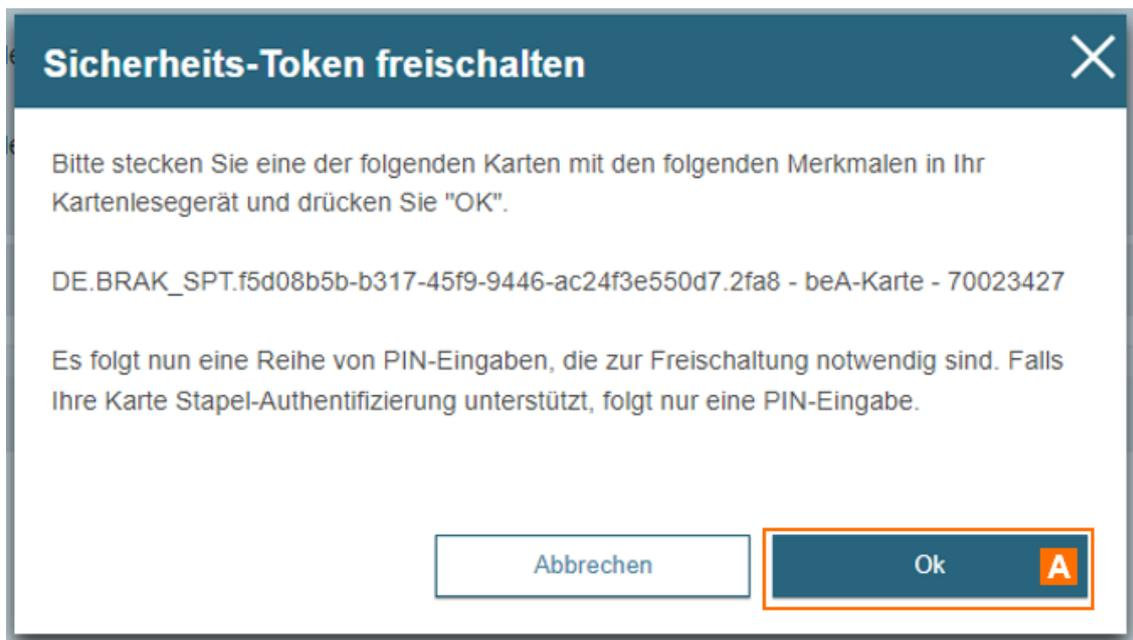 Sicherheits-Token freischalten
Bitte stecken Sie eine der folgenden Karten mit den folgenden Merkmalen in Ihr
Kartenlesegerät und drücken Sie "OK".
DE.BRAK_SPT.f5d08b5b-b317-45f9-9446-ac24f3e550d7.2fa8 - beA-Karte - 70023427
Es folgt nun eine Reihe von PIN-Eingaben, die zur Freischaltung notwendig sind. Falls
Ihre Karte Stapel-Authentifizierung unterstützt, folgt nur eine PIN-Eingabe.
Abbrechen
Ok A